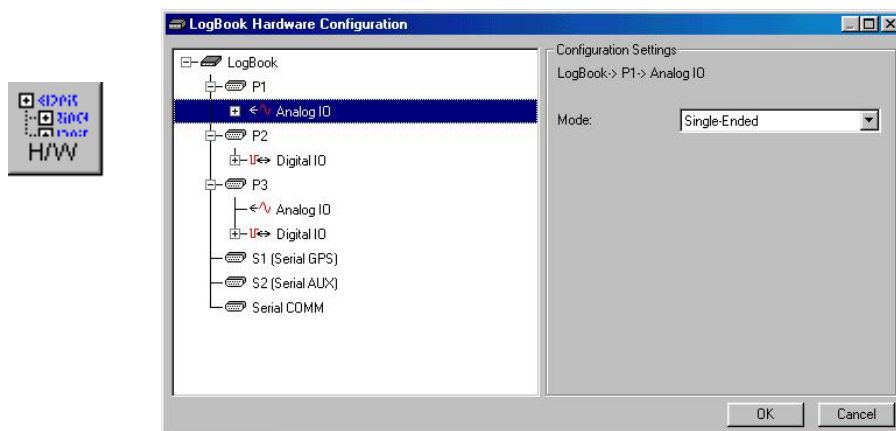 H/W
LogBook Hardware Configuration
LogBook
P1
Analog IO
P2
Digital IO
P3
Analog IO
Digital IO
S1 (Serial GPS)
S2 (Serial AUX)
Serial COMM
Configuration Settings
LogBook-> P1-> Analog IO
Mode:
Single-Ended
OK
Cancel